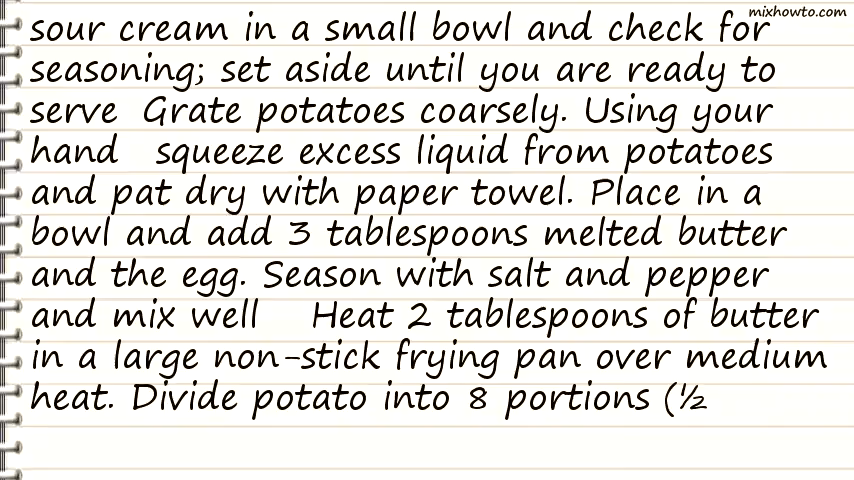 mixhowto.com
sour cream in a small bowl and check for
seasoning; set aside until you are ready to
serve  Grate potatoes coarsely. Using your
hand   squeeze excess liquid from potatoes
and pat dry with paper towel. Place in a
bowl and add 3 tablespoons melted butter
and the egg. Season with salt and pepper
and mix well    Heat 2 tablespoons of butter
in a large non-stick frying pan over medium
heat. Divide potato into 8 portions (½